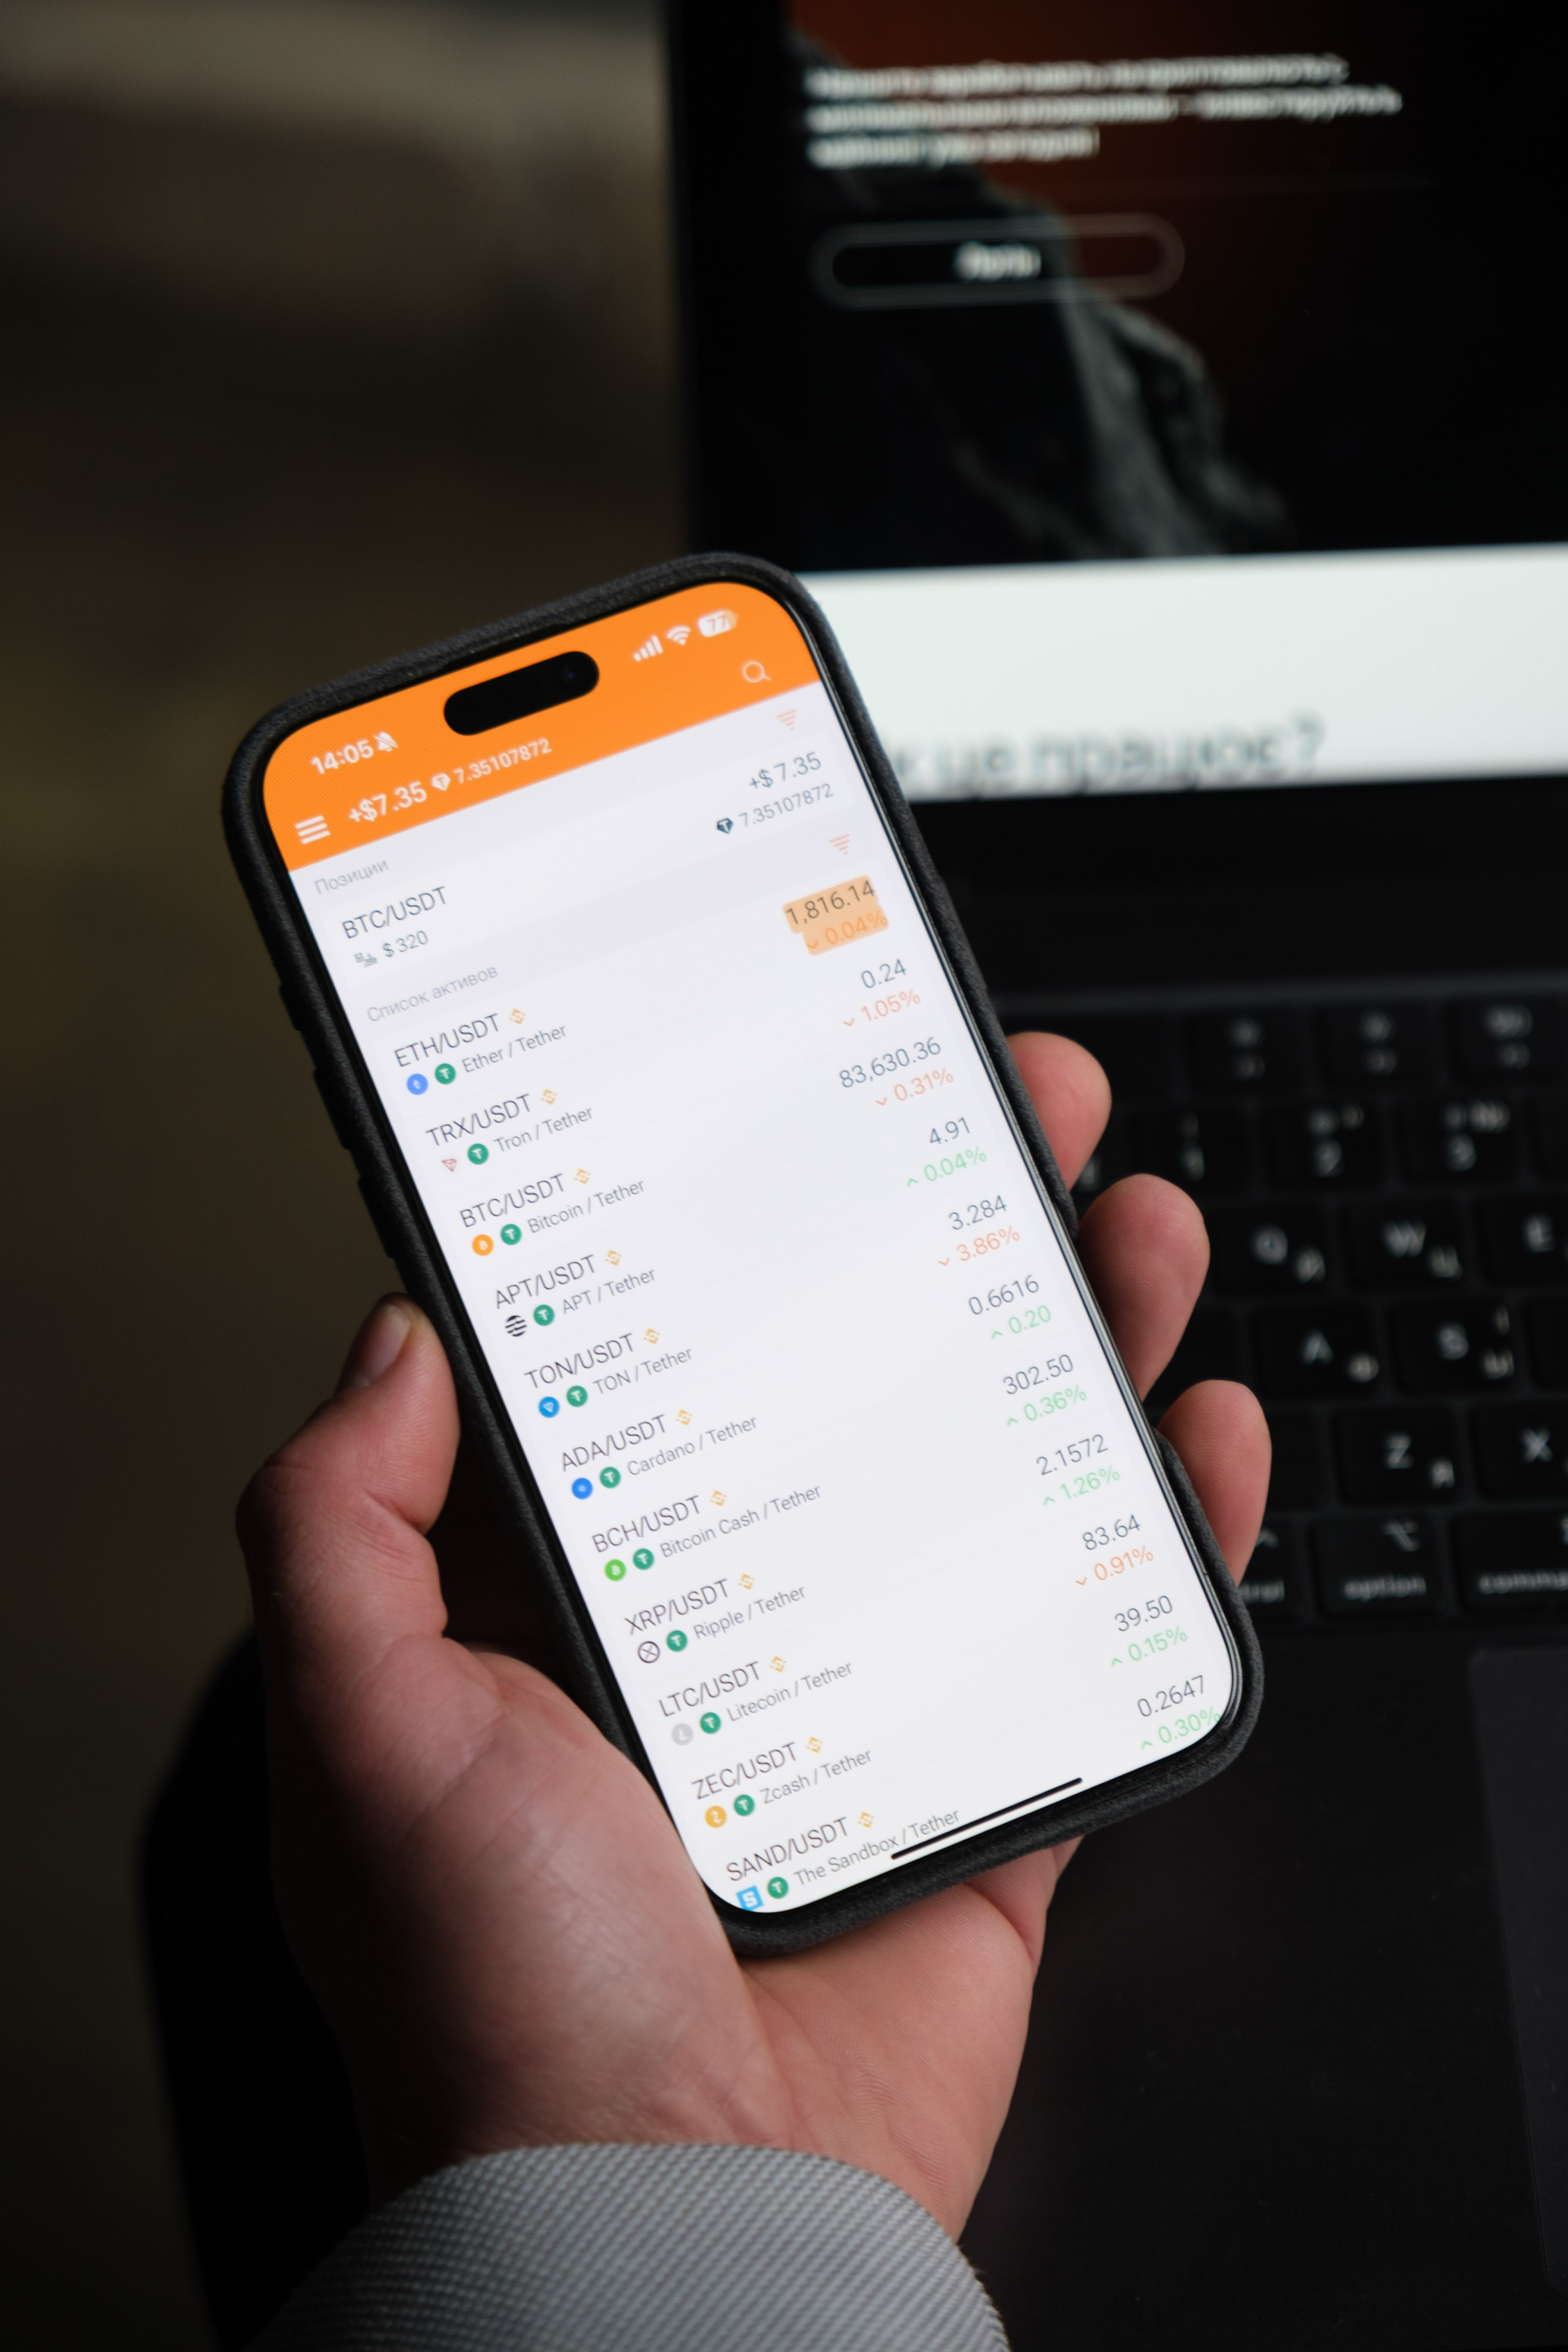 14:05
77
+$7.35 7.35107872
Позиции
BTC/USDT
+$ 7.35
$ 320
7.35107872
Список активов
ETH/USDT
1,816.14
Ether / Tether
0.04%
TRX/USDT
0.24
Tron / Tether
1.05%
BTC/USDT
83,630.36
Bitcoin / Tether
0.31%
APT/USDT
4.91
APT / Tether
0.04%
TON/USDT
3.284
TON / Tether
3.86%
ADA/USDT
0.6616
Cardano / Tether
0.20
BCH/USDT
302.50
Bitcoin Cash / Tether
0.36%
XRP/USDT
2.1572
Ripple / Tether
1.26%
LTC/USDT
83.64
Litecoin / Tether
0.91%
ZEC/USDT
39.50
Zcash / Tether
0.15%
SAND/USDT
0.2647
The Sandbox / Tether
0.30%
к це працює?
Q Й W Ц E
A Ф S Ы
Z Я X
option